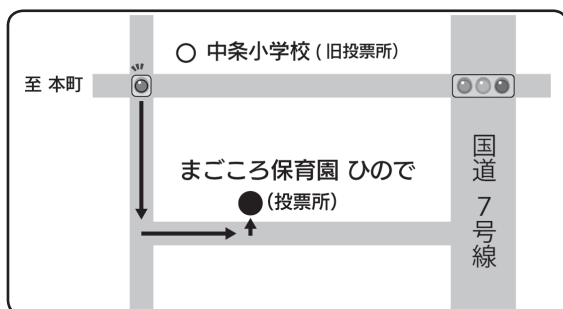 中条小学校（旧投票所）
至 本町
まごころ保育園 ひので
（投票所）
国道 7号線